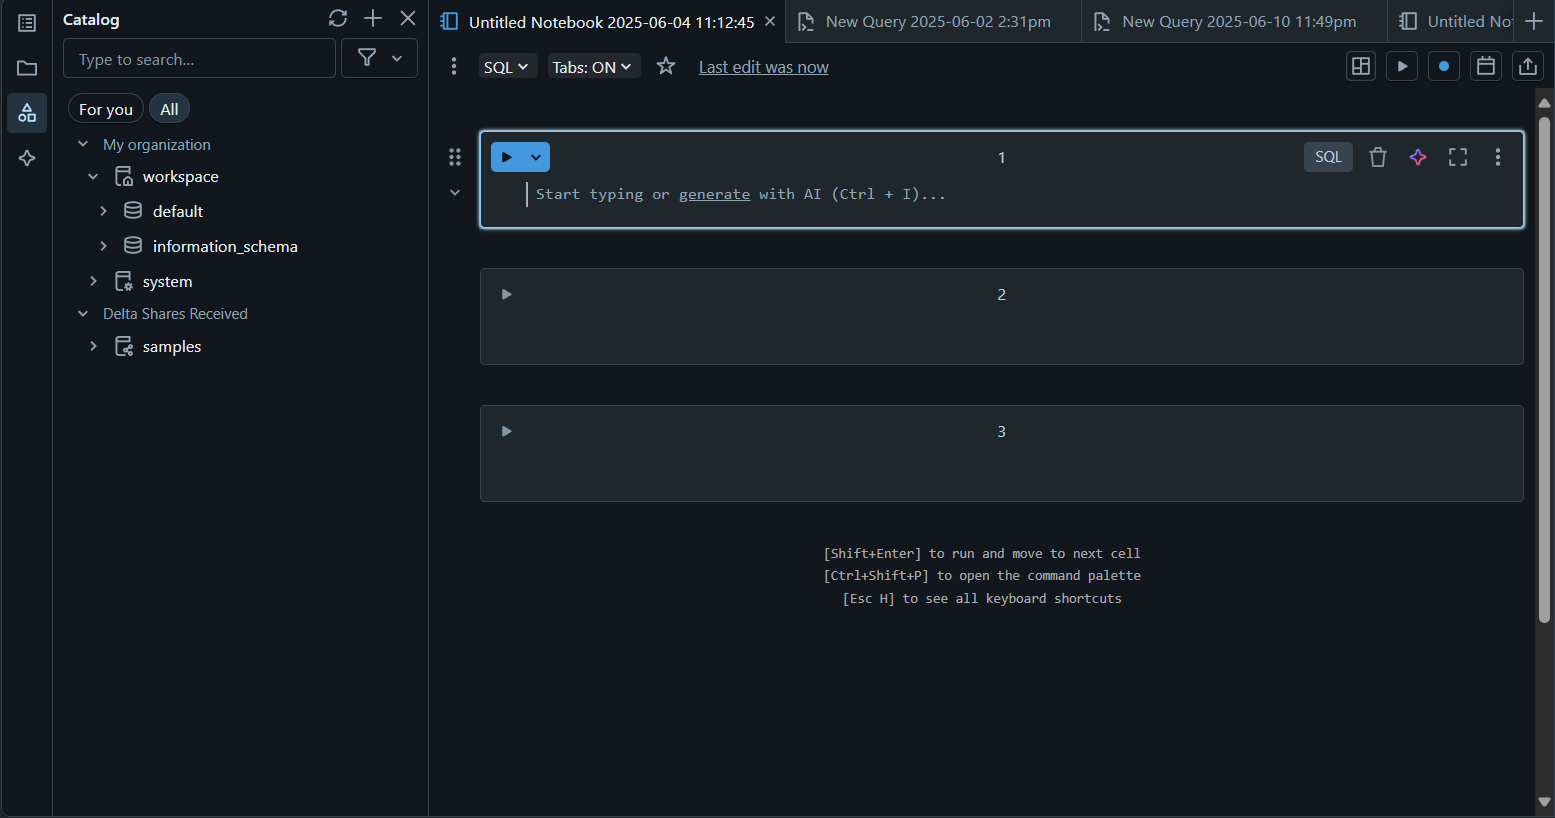 Catalog
Type to search...
For you
All
My organization
workspace
default
information_schema
system
Delta Shares Received
samples
Untitled Notebook 2025-06-04 11:12:45
New Query 2025-06-02 2:31pm
New Query 2025-06-10 11:49pm
Untitled No
SQL
Tabs: ON
Last edit was now
1
SQL
Start typing or generate with AI (Ctrl + I)...
2
3
[Shift+Enter] to run and move to next cell
[Ctrl+Shift+P] to open the command palette
[Esc H] to see all keyboard shortcuts